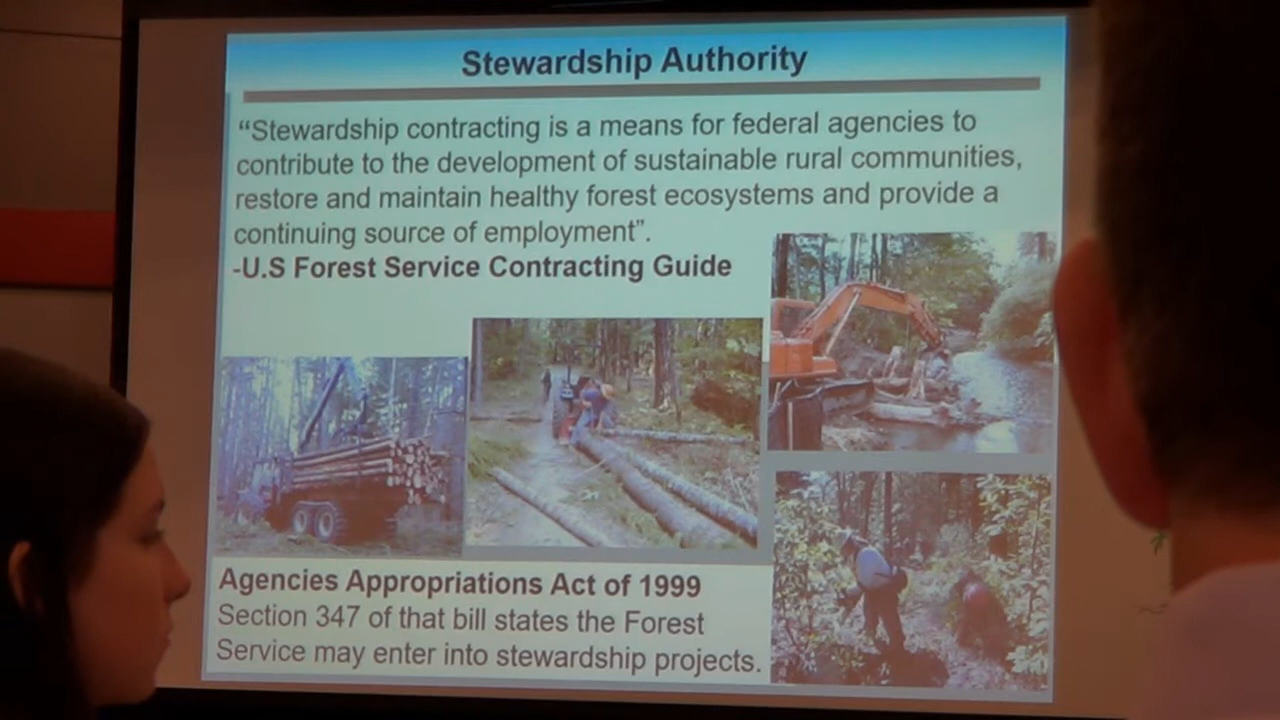 Stewardship Authority
“Stewardship contracting is a means for federal agencies to
contribute to the development of sustainable rural communities,
restore and maintain healthy forest ecosystems and provide a
continuing source of employment”.
-U.S Forest Service Contracting Guide
Agencies Appropriations Act of 1999
Section 347 of that bill states the Forest
Service may enter into stewardship projects.